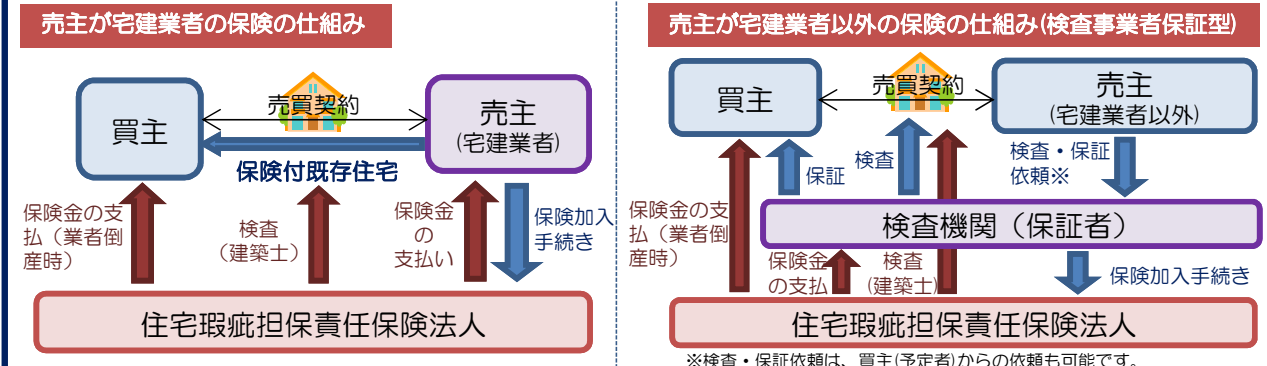 売主が宅建業者の保険の仕組み
買主
売買契約
売主
(宅建業者)
保険付既存住宅
保険金の支
払（業者倒
産時）
検査
（建築士）
保険金
の
支払い
保険加入
手続き
住宅瑕疵担保責任保険法人
売主が宅建業者以外の保険の仕組み(検査事業者保証型)
買主
売買契約
売主
(宅建業者以外)
保証
検査
検査・保証
依頼※
保険金の支
払（業者倒
産時）
検査機関（保証者）
保険金
の支払
検査
(建築士)
保険加入手続き
住宅瑕疵担保責任保険法人
※検査・保証依頼は、買主(予定者)からの依頼も可能です。